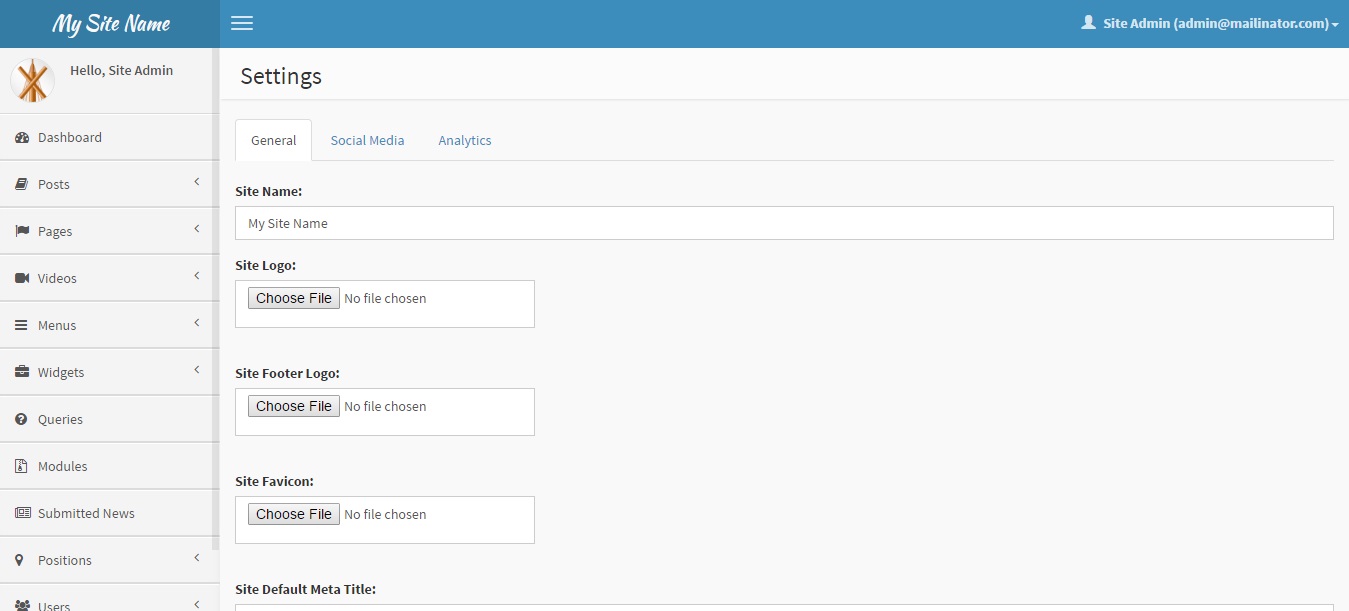 My Site Name
Site Admin (admin@mailinator.com)
Hello, Site Admin
Settings
Dashboard
Posts
Pages
Videos
Menus
Widgets
Queries
Modules
Submitted News
Positions
Users
General Social Media Analytics
Site Name:
My Site Name
Site Logo:
Choose File No file chosen
Site Footer Logo:
Choose File No file chosen
Site Favicon:
Choose File No file chosen
Site Default Meta Title: